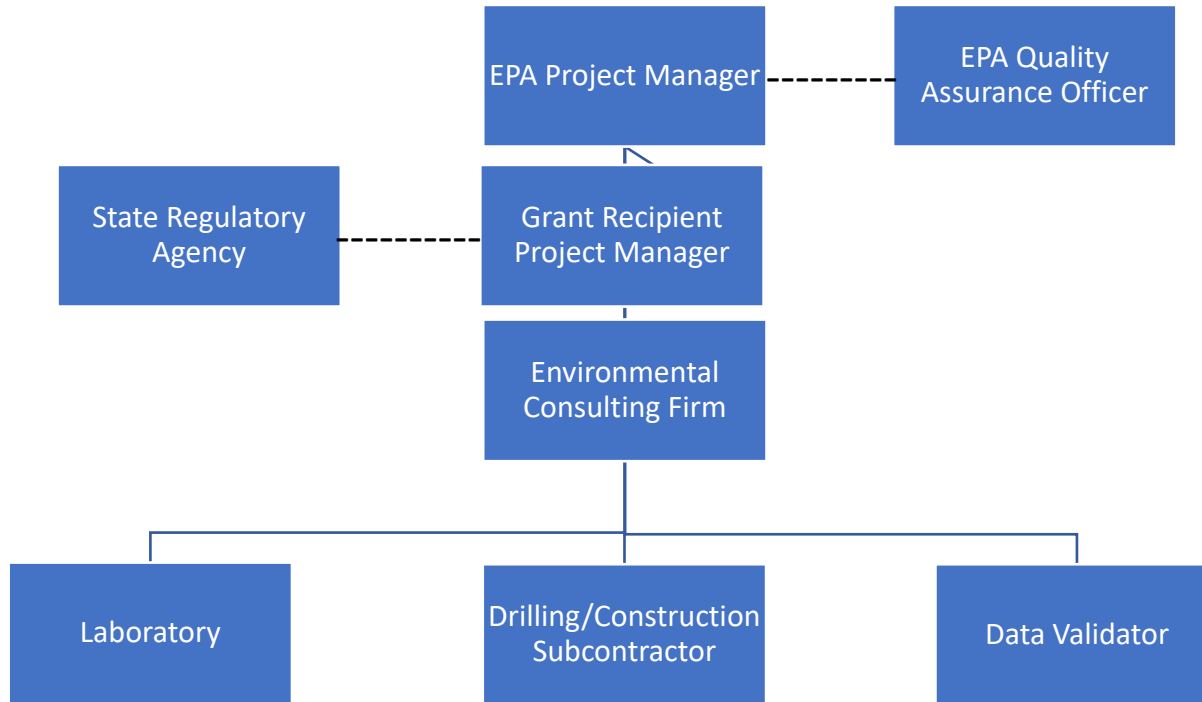 EPA Project Manager
EPA Quality
Assurance Officer
State Regulatory
Agency
Grant Recipient
Project Manager
Environmental
Consulting Firm
Laboratory
Drilling/Construction
Subcontractor
Data Validator